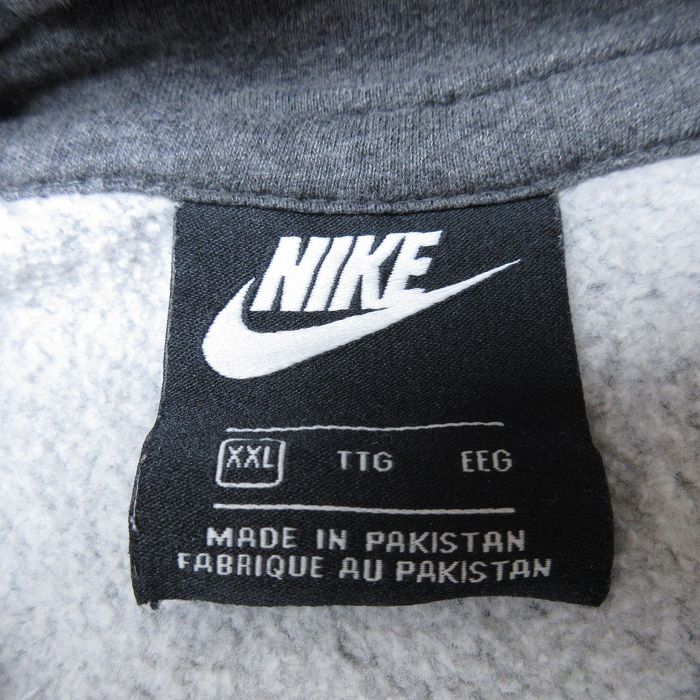 NIKE
XXL TTG EEG
MADE IN PAKISTAN
FABRIQUE AU PAKISTAN